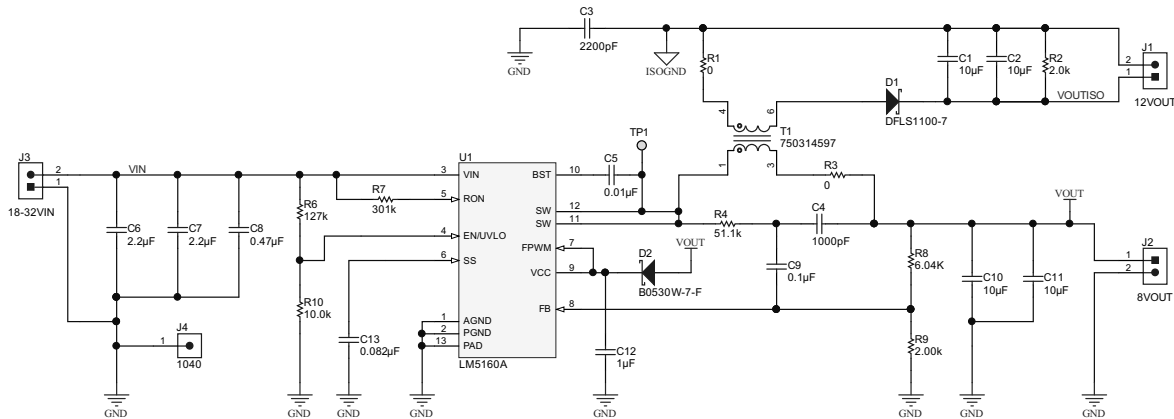 C3
2200pF
GND
ISOGND
R1
0
C1
10µF
C2
10µF
R2
2.0k
J1
2
1
12VOUT
D1
DFLS1100-7
VOUTISO
4
6
T1
750314597
1
3
TP1
R3
0
J3
2
1
18-32VIN
VIN
C6
2.2µF
C7
2.2µF
C8
0.47µF
R6
127k
R7
301k
R10
10.0k
J4
1
1040
C13
0.082µF
U1
3
VIN
5
RON
4
EN/UVLO
6
SS
1
AGND
2
PGND
13
PAD
LM5160A
BST
10
SW
12
SW
11
FPWM
7
VCC
9
FB
8
C5
0.01µF
R4
51.1k
C4
1000pF
VOUT
D2
B0530W-7-F
C9
0.1µF
C12
1µF
R8
6.04K
R9
2.00k
VOUT
C10
10µF
C11
10µF
J2
1
2
8VOUT
GND
GND
GND
GND
GND
GND
GND
GND